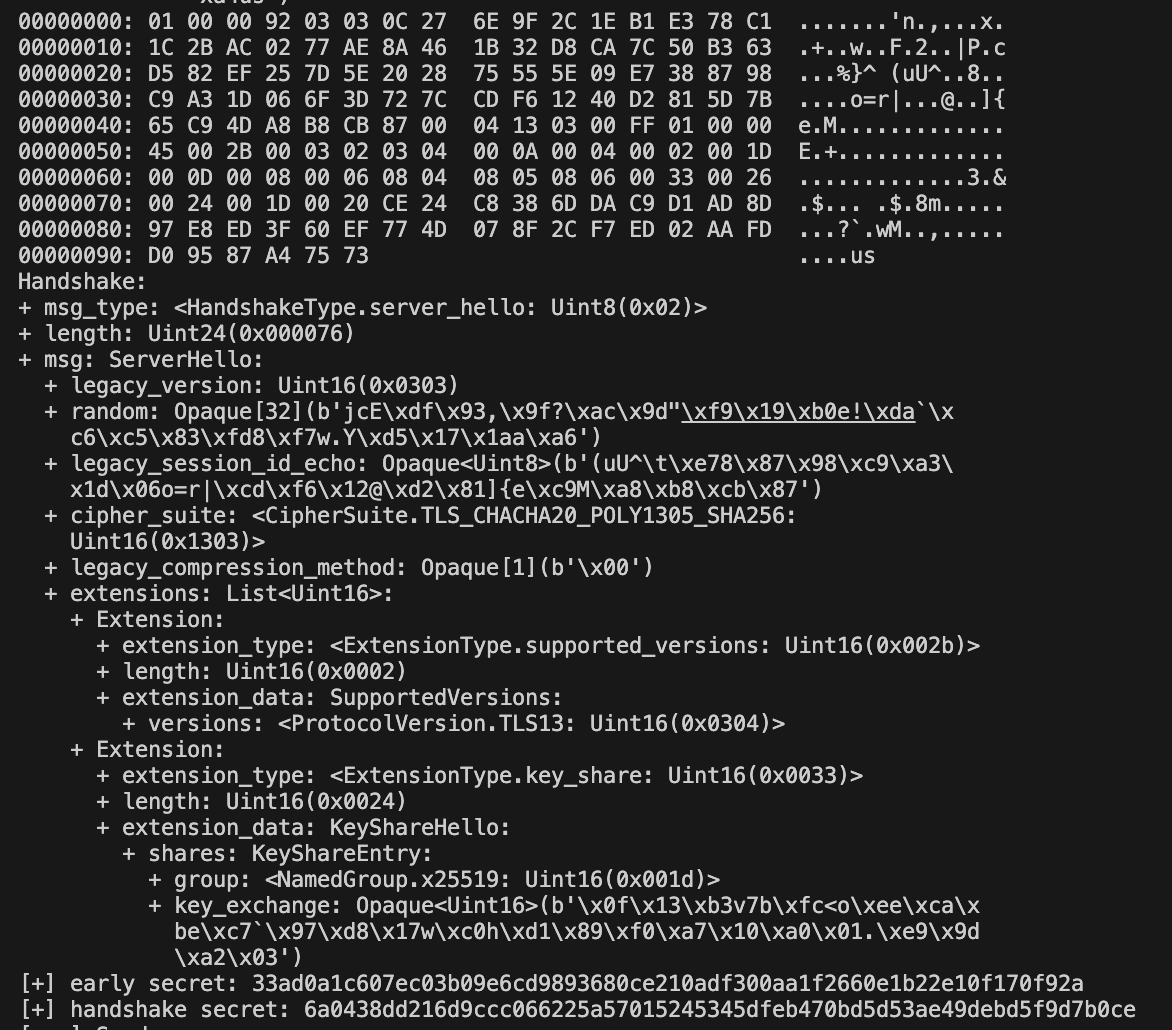 00000000: 01 00 00 92 03 03 0C 27  6E 9F 2C 1E B1 E3 78 C1  .......'n.,...x.
00000010: 1C 2B AC 02 77 AE 8A 46  1B 32 D8 CA 7C 50 B3 63  .+..w..F.2..|P.c
00000020: D5 82 EF 25 7D 5E 20 28  75 55 5E 09 E7 38 87 98  ...%}^ (uU^..8..
00000030: C9 A3 1D 06 6F 3D 72 7C  CD F6 12 40 D2 81 5D 7B  ....o=r|...@..]{
00000040: 65 C9 4D A8 B8 CB 87 00  04 13 03 00 FF 01 00 00  e.M.............
00000050: 45 00 2B 00 03 02 03 04  00 0A 00 04 00 02 00 1D  E.+.............
00000060: 00 0D 00 08 00 06 08 04  08 05 08 06 00 33 00 26  .............3.&
00000070: 00 24 00 1D 00 20 CE 24  C8 38 6D DA C9 D1 AD 8D  .$... .$.8m.....
00000080: 97 E8 ED 3F 60 EF 77 4D  07 8F 2C F7 ED 02 AA FD  ...?`.wM..,.....
00000090: D0 95 87 A4 75 73                                 ....us
Handshake:
+ msg_type: <HandshakeType.server_hello: Uint8(0x02)>
+ length: Uint24(0x000076)
+ msg: ServerHello:
  + legacy_version: Uint16(0x0303)
  + random: Opaque[32](b'jcE\xdf\x93,\x9f?\xac\x9d"\xf9\x19\xb0e!\xda`\x
    c6\xc5\x83\xfd8\xf7w.Y\xd5\x17\x1aa\xa6')
  + legacy_session_id_echo: Opaque<Uint8>(b'(uU^\t\xe78\x87\x98\xc9\xa3\
    x1d\x06o=r|\xcd\xf6\x12@\xd2\x81]{e\xc9M\xa8\xb8\xcb\x87')
  + cipher_suite: <CipherSuite.TLS_CHACHA20_POLY1305_SHA256:
    Uint16(0x1303)>
  + legacy_compression_method: Opaque[1](b'\x00')
  + extensions: List<Uint16>:
    + Extension:
      + extension_type: <ExtensionType.supported_versions: Uint16(0x002b)>
      + length: Uint16(0x0002)
      + extension_data: SupportedVersions:
        + versions: <ProtocolVersion.TLS13: Uint16(0x0304)>
    + Extension:
      + extension_type: <ExtensionType.key_share: Uint16(0x0033)>
      + length: Uint16(0x0024)
      + extension_data: KeyShareHello:
        + shares: KeyShareEntry:
          + group: <NamedGroup.x25519: Uint16(0x001d)>
          + key_exchange: Opaque<Uint16>(b'\x0f\x13\xb3v7b\xfc<o\xee\xca\x
            be\xc7`\x97\xd8\x17w\xc0h\xd1\x89\xf0\xa7\x10\xa0\x01.\xe9\x9d
            \xa2\x03')
[+] early secret: 33ad0a1c607ec03b09e6cd9893680ce210adf300aa1f2660e1b22e10f170f92a
[+] handshake secret: 6a0438dd216d9ccc066225a57015245345dfeb470bd5d53ae49debd5f9d7b0ce